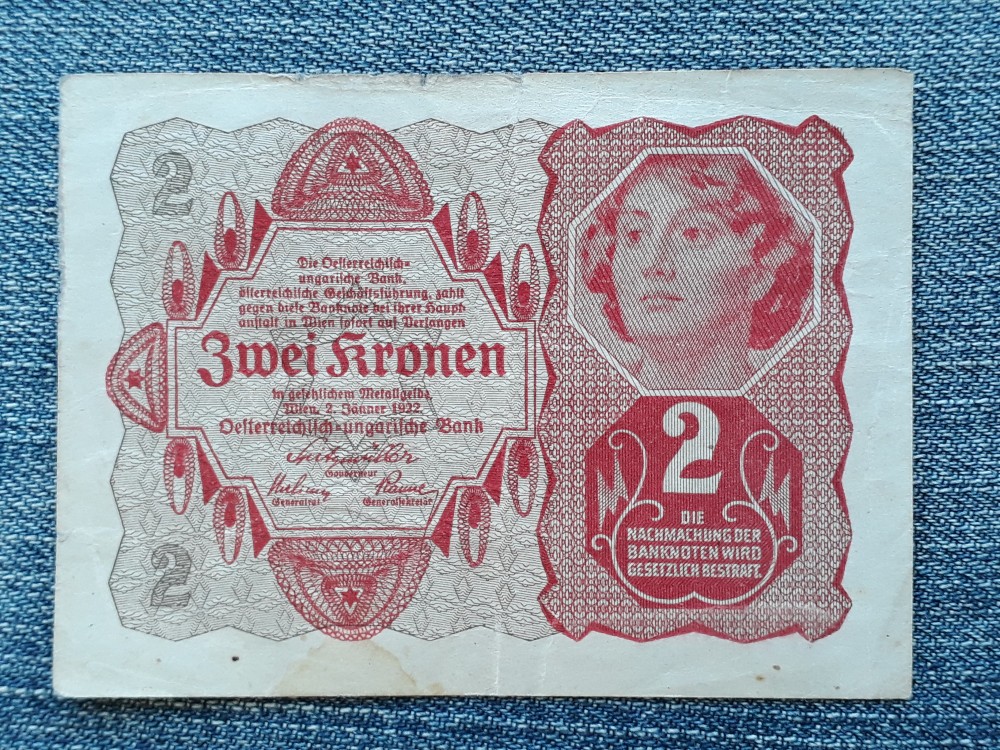 2
Die Oesterreichisch-
ungarische Bank,
österreichische Geschäftsführung, zahlt
gegen diese Banknote bei ihrer Haupt-
anstalt in Wien sofort auf Verlangen
Zwei Kronen
in gesetzlichem Metallgelde.
Wien, 2. Jänner 1922.
Oesterreichisch-ungarische Bank
Gouverneur
Generalrat Generalsekretär
2
2
DIE
NACHMACHUNG DER
BANKNOTEN WIRD
GESETZLICH BESTRAFT.